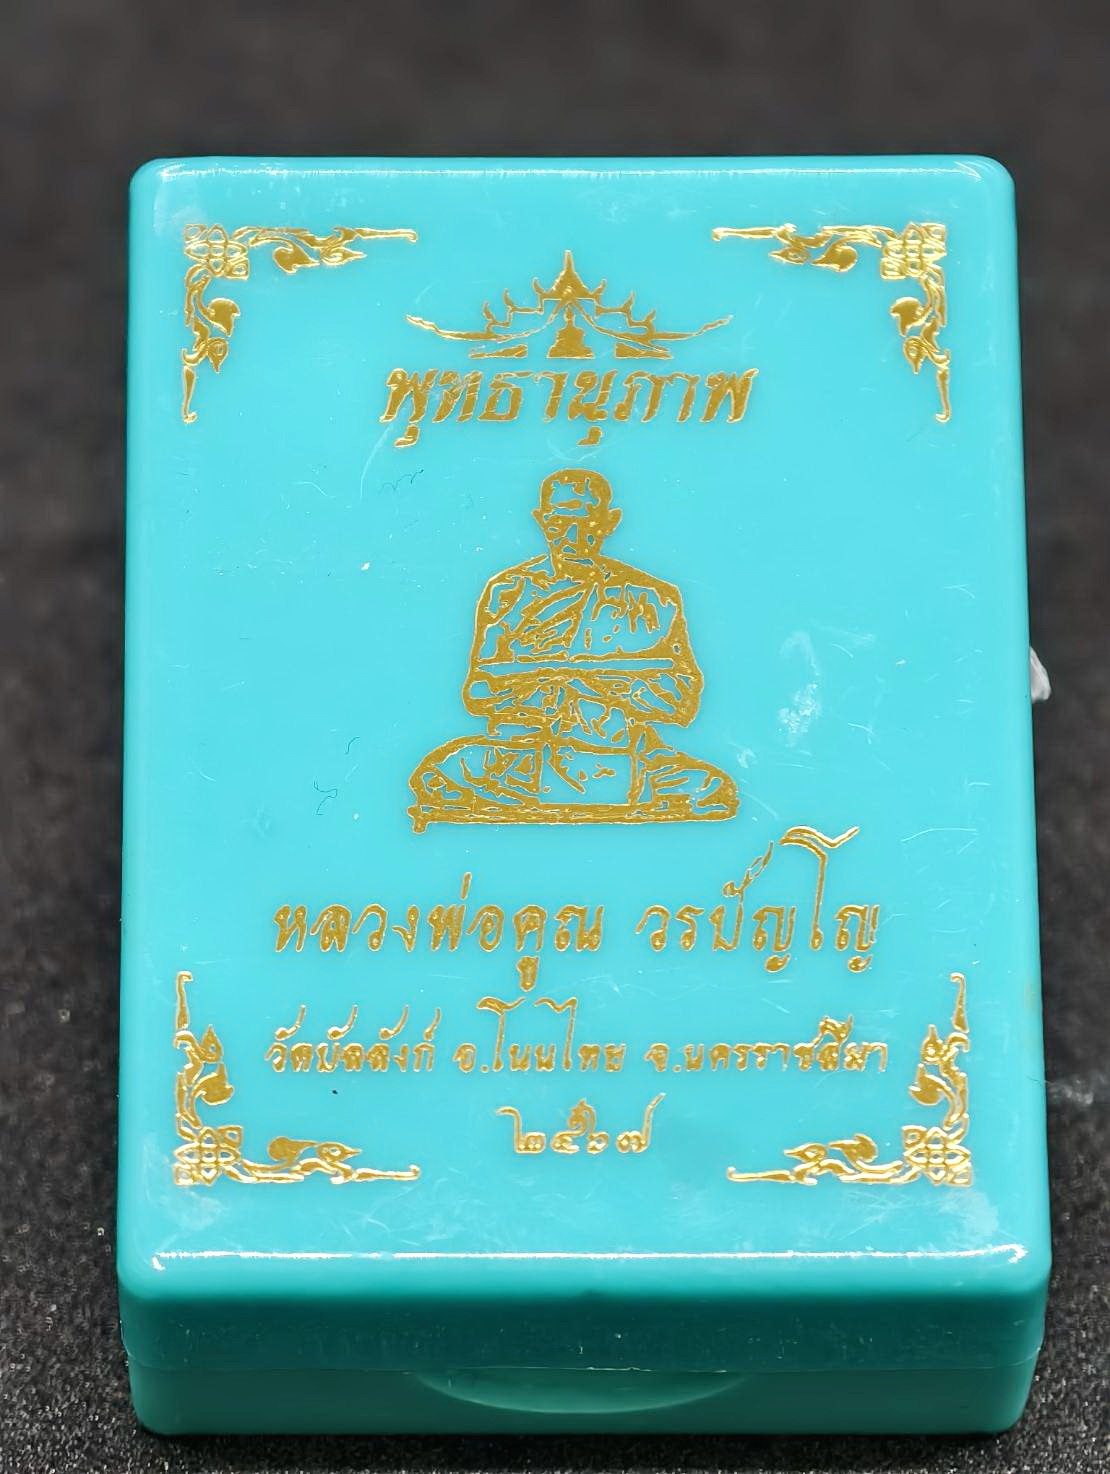 พุทธานุภาพ
หลวงพ่อคูณ วรปัญโญ
วัดบัลลังก์ อ.โนนไทย จ.นครราชสีมา
๒๕๖๗